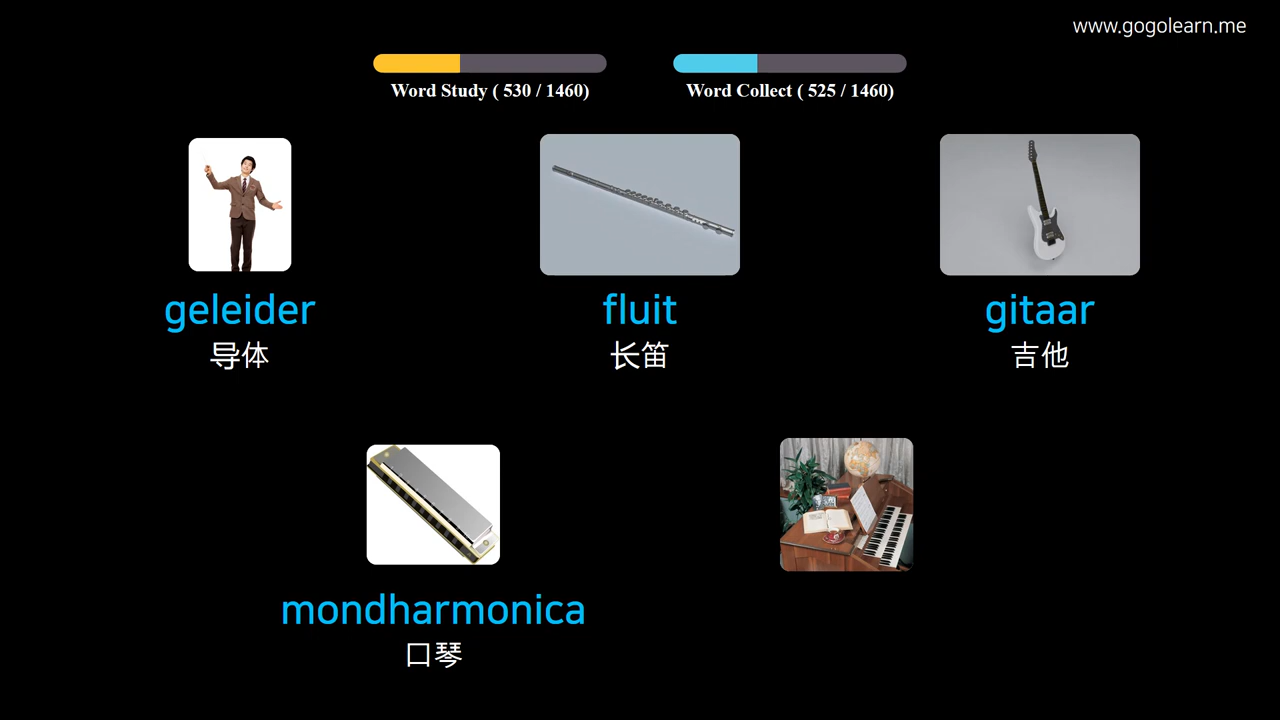 www.gogolearn.me
Word Study ( 530 / 1460)
Word Collect ( 525 / 1460)
geleider
导体
fluit
长笛
gitaar
吉他
mondharmonica
口琴